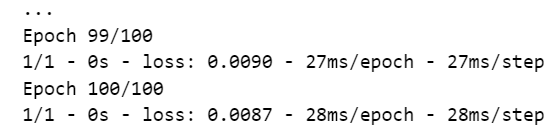 ...
Epoch 99/100
1/1 - 0s - loss: 0.0090 - 27ms/epoch - 27ms/step
Epoch 100/100
1/1 - 0s - loss: 0.0087 - 28ms/epoch - 28ms/step